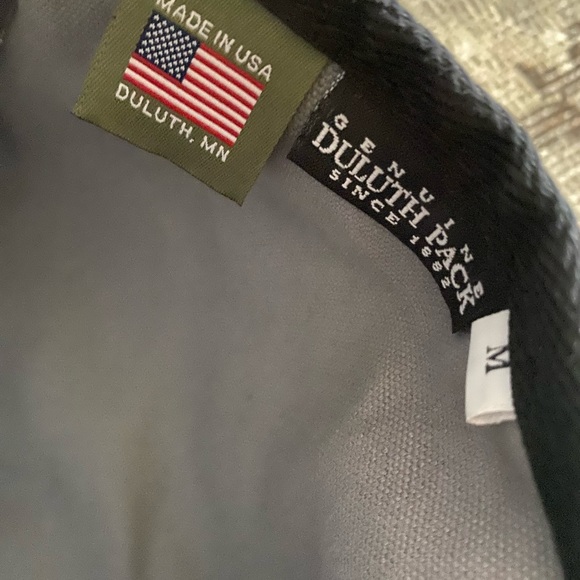 MADE IN USA
DULUTH, MN
GENUINE
DULUTH PACK
SINCE 1882
M